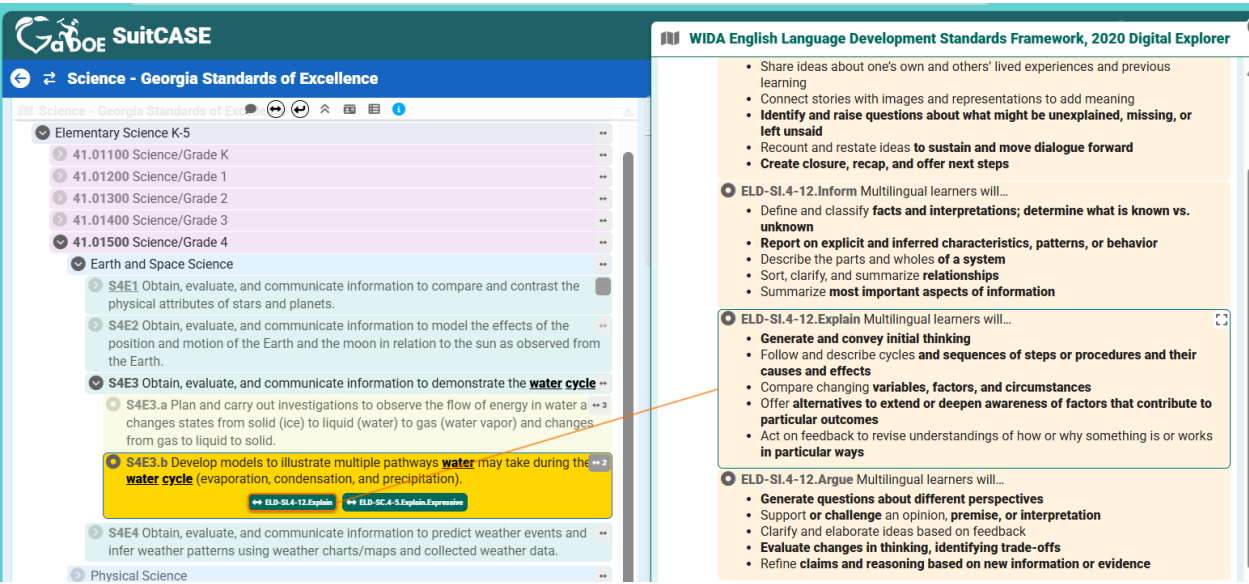 GaDOE SuitCASE
Science - Georgia Standards of Excellence
Science - Georgia Standards of
Elementary Science K-5
41.01100 Science/Grade K
41.01200 Science/Grade 1
41.01300 Science/Grade 2
41.01400 Science/Grade 3
41.01500 Science/Grade 4
Earth and Space Science
S4E1 Obtain, evaluate, and communicate information to compare and contrast the
physical attributes of stars and planets.
S4E2 Obtain, evaluate, and communicate information to model the effects of the
position and motion of the Earth and the moon in relation to the sun as observed from
the Earth.
S4E3 Obtain, evaluate, and communicate information to demonstrate the water cycle
S4E3.a Plan and carry out investigations to observe the flow of energy in water a
3
changes states from solid (ice) to liquid (water) to gas (water vapor) and changes
from gas to liquid to solid.
S4E3.b Develop models to illustrate multiple pathways water may take during the
2
water cycle (evaporation, condensation, and precipitation).
ELD-SI.4-12.Explain
ELD-SC.4-5.Explain.Expressive
S4E4 Obtain, evaluate, and communicate information to predict weather events and
infer weather patterns using weather charts/maps and collected weather data.
Physical Science
WIDA English Language Development Standards Framework, 2020 Digital Explorer
• Share ideas about one's own and others' lived experiences and previous
learning
• Connect stories with images and representations to add meaning
• Identify and raise questions about what might be unexplained, missing, or
left unsaid
• Recount and restate ideas to sustain and move dialogue forward
• Create closure, recap, and offer next steps
ELD-SI.4-12.Inform Multilingual learners will…
• Define and classify facts and interpretations; determine what is known vs.
unknown
• Report on explicit and inferred characteristics, patterns, or behavior
• Describe the parts and wholes of a system
• Sort, clarify, and summarize relationships
• Summarize most important aspects of information
ELD-SI.4-12.Explain Multilingual learners will…
• Generate and convey initial thinking
• Follow and describe cycles and sequences of steps or procedures and their
causes and effects
• Compare changing variables, factors, and circumstances
• Offer alternatives to extend or deepen awareness of factors that contribute to
particular outcomes
• Act on feedback to revise understandings of how or why something is or works
in particular ways
ELD-SI.4-12.Argue Multilingual learners will…
• Generate questions about different perspectives
• Support or challenge an opinion, premise, or interpretation
• Clarify and elaborate ideas based on feedback
• Evaluate changes in thinking, identifying trade-offs
• Refine claims and reasoning based on new information or evidence